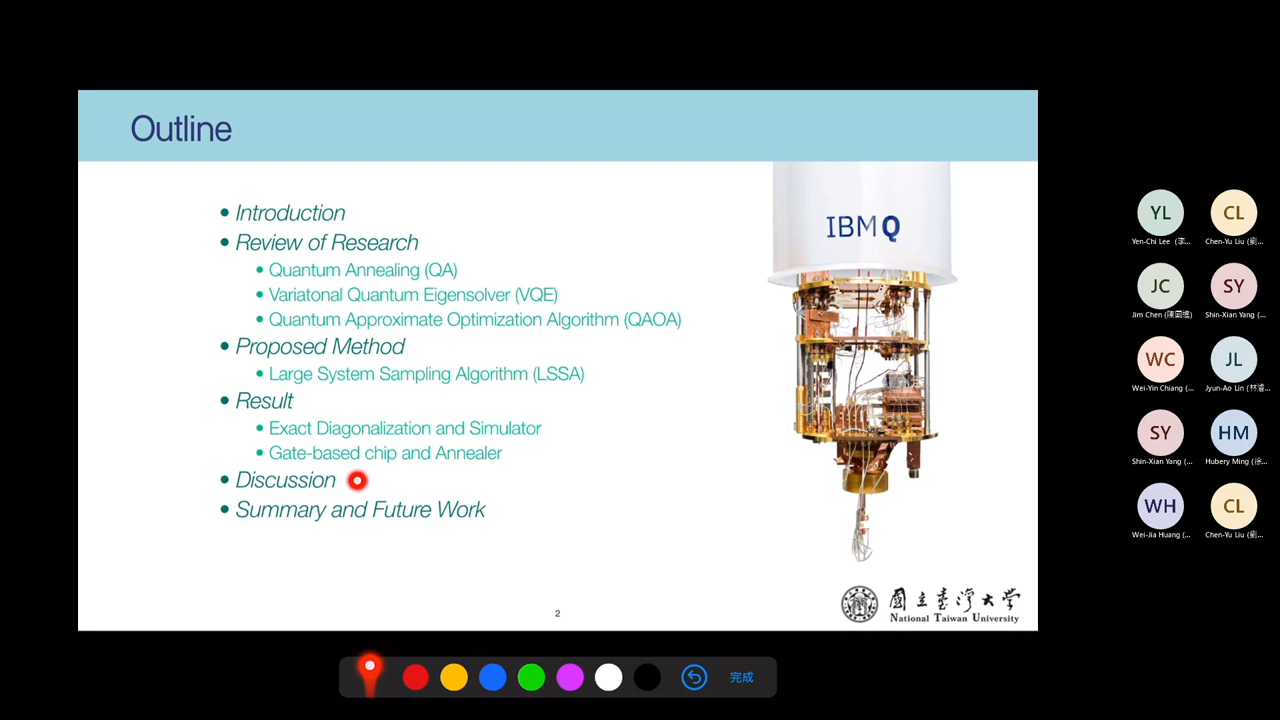 Outline
• Introduction
• Review of Research
• Quantum Annealing (QA)
• Variatonal Quantum Eigensolver (VQE)
• Quantum Approximate Optimization Algorithm (QAOA)
• Proposed Method
• Large System Sampling Algorithm (LSSA)
• Result
• Exact Diagonalization and Simulator
• Gate-based chip and Annealer
• Discussion
• Summary and Future Work
IBM Q
國立臺灣大學
National Taiwan University
2
完成
YL
Yen-Chi Lee (李...
CL
Chen-Yu Liu (劉...
JC
Jim Chen (陳圖進)
SY
Shin-Xian Yang (...
WC
Wei-Yin Chiang (...
JL
Jyun-Ao Lin (林...
SY
Shin-Xian Yang (...
HM
Hubery Ming (徐...
WH
Wei-Jia Huang (...
CL
Chen-Yu Liu (劉...